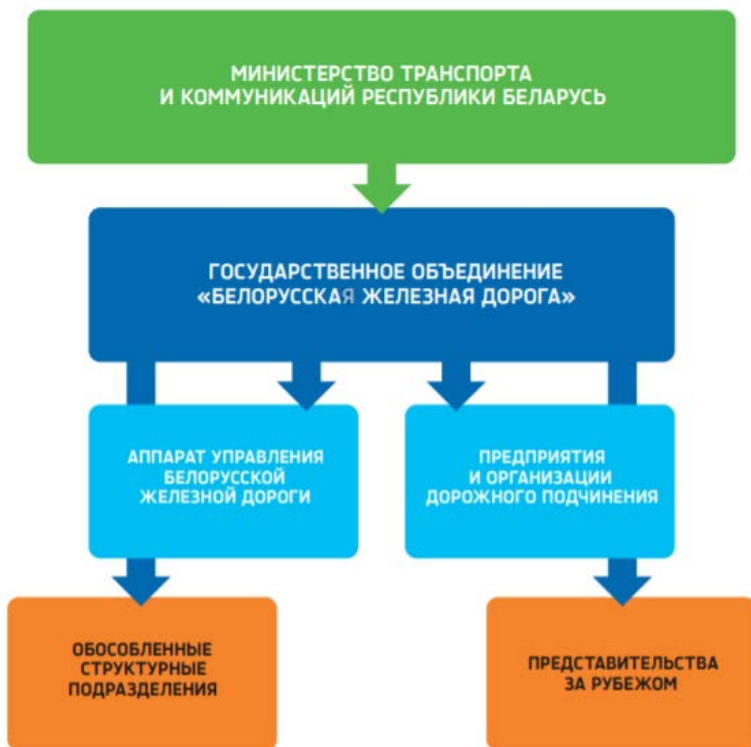 МИНИСТЕРСТВО ТРАНСПОРТА
И КОММУНИКАЦИЙ РЕСПУБЛИКИ БЕЛАРУСЬ
ГОСУДАРСТВЕННОЕ ОБЪЕДИНЕНИЕ
«БЕЛОРУССКАЯ ЖЕЛЕЗНАЯ ДОРОГА»
АППАРАТ УПРАВЛЕНИЯ
БЕЛОРУССКОЙ
ЖЕЛЕЗНОЙ ДОРОГИ
ПРЕДПРИЯТИЯ
И ОРГАНИЗАЦИИ
ДОРОЖНОГО ПОДЧИНЕНИЯ
ОБОСОБЛЕННЫЕ
СТРУКТУРНЫЕ
ПОДРАЗДЕЛЕНИЯ
ПРЕДСТАВИТЕЛЬСТВА
ЗА РУБЕЖОМ